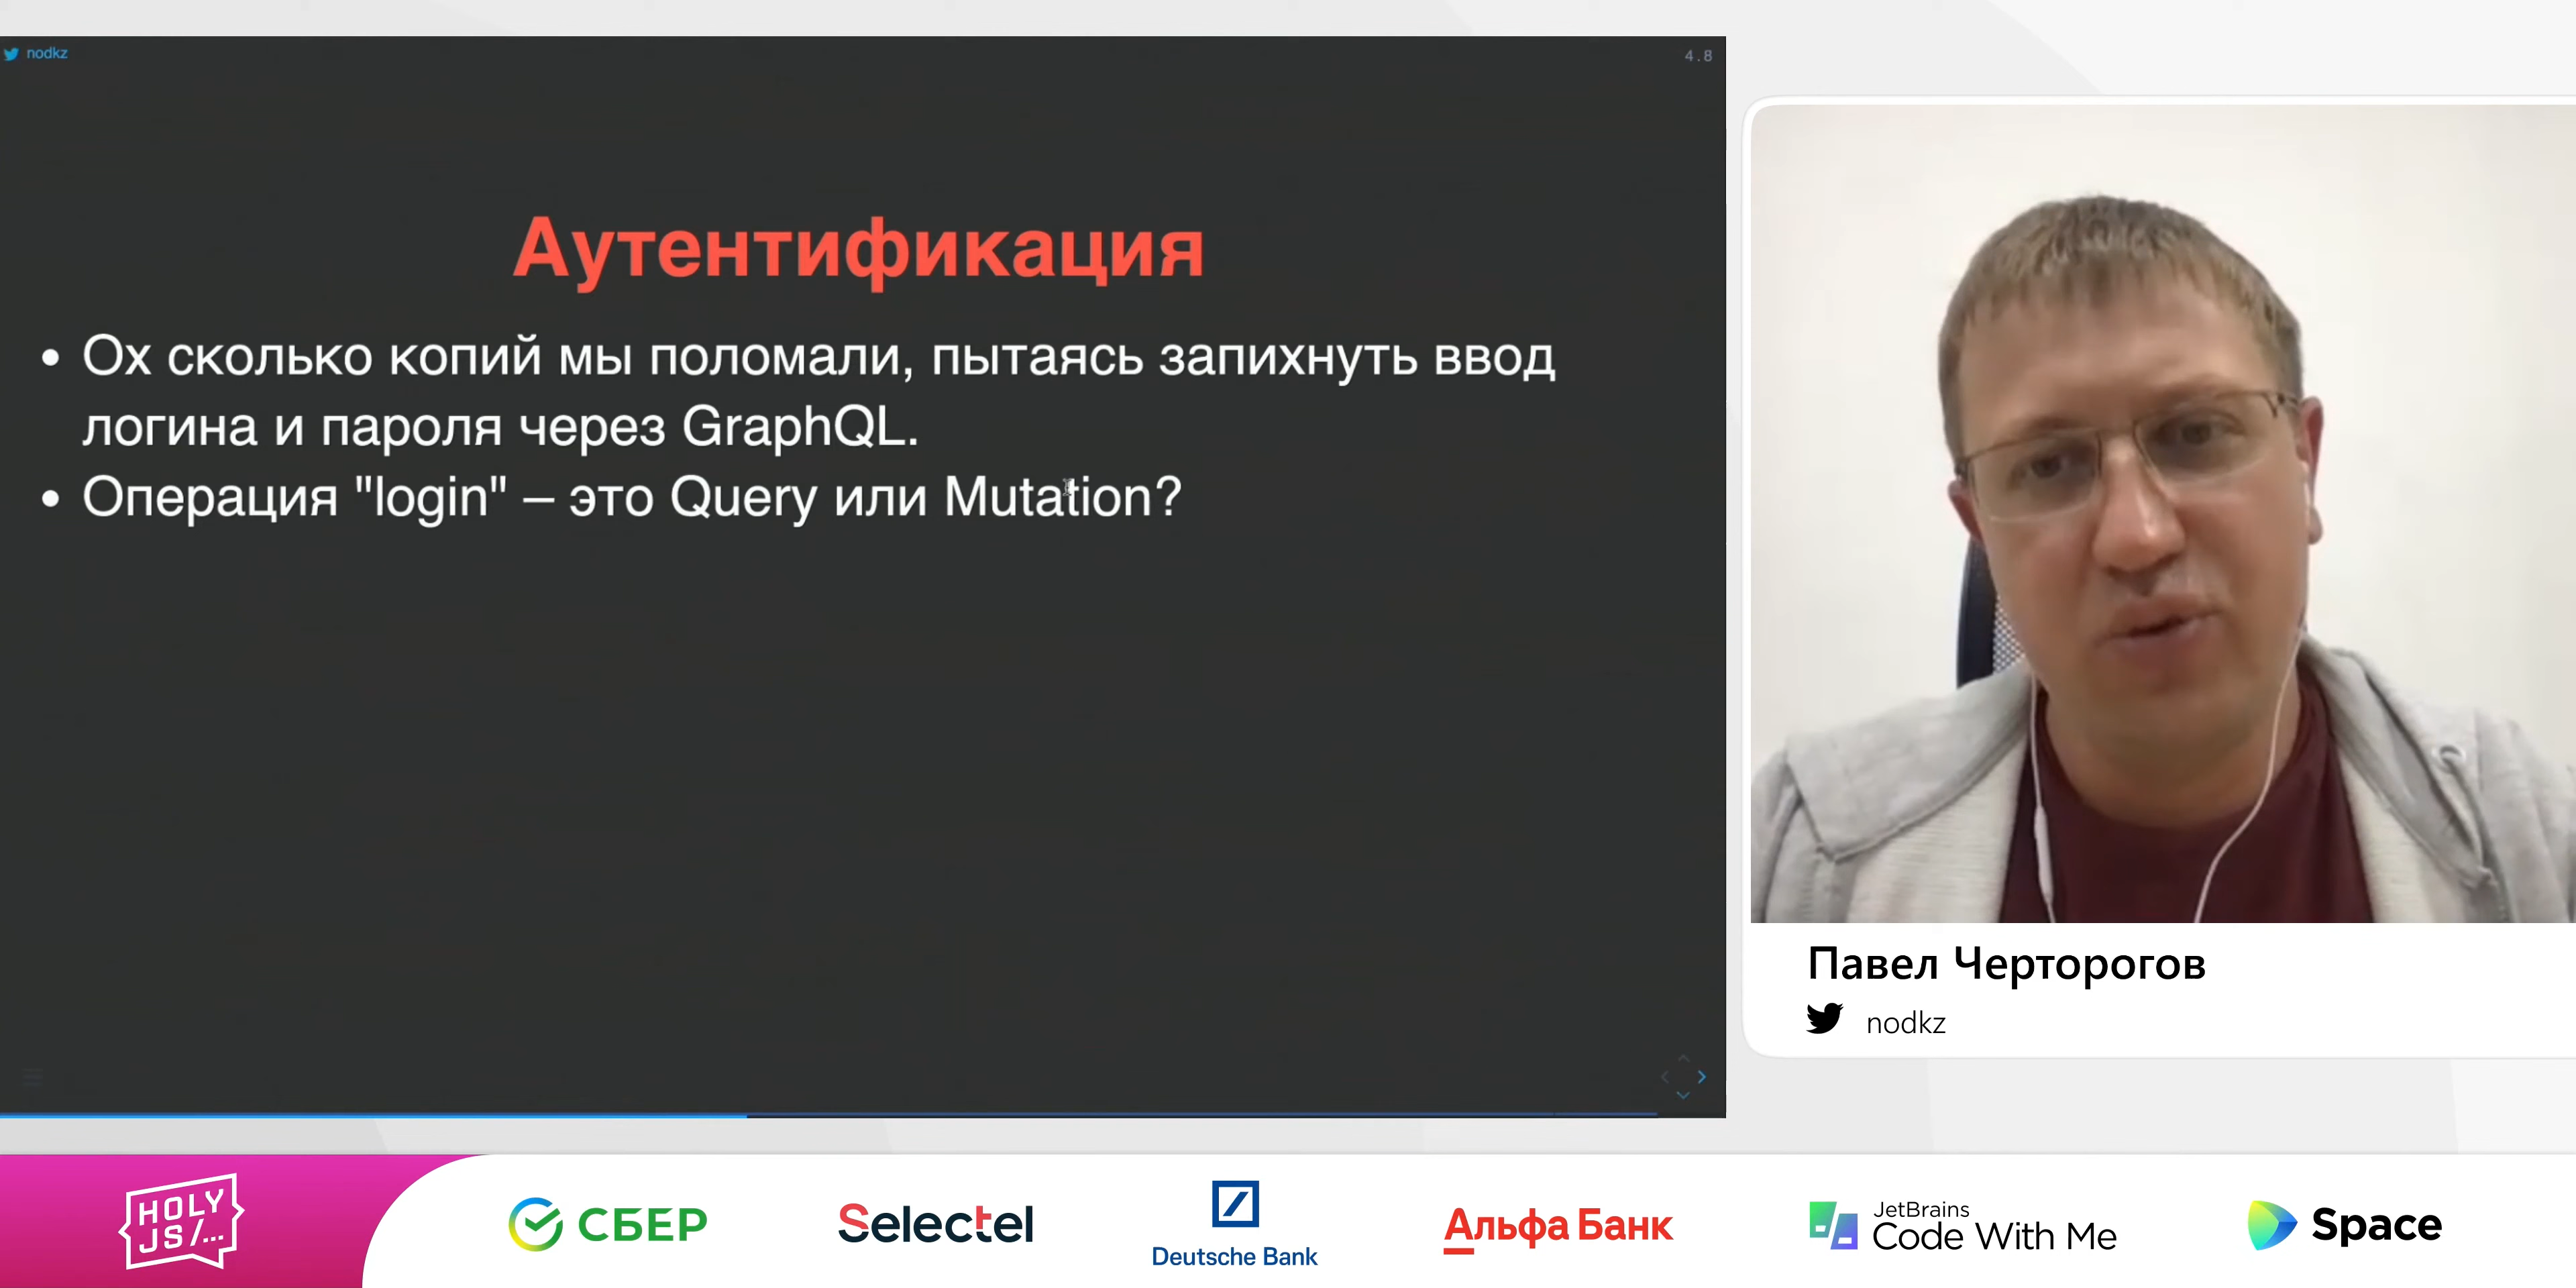 nodkz
4.8
Аутентификация
• Ох сколько копий мы поломали, пытаясь запихнуть ввод
логина и пароля через GraphQL.
• Операция "login" – это Query или Mutation?
Павел Черторогов
nodkz
HOLY
JS/...
СБЕР
Selectel
Deutsche Bank
Альфа Банк
JetBrains
Code With Me
Space